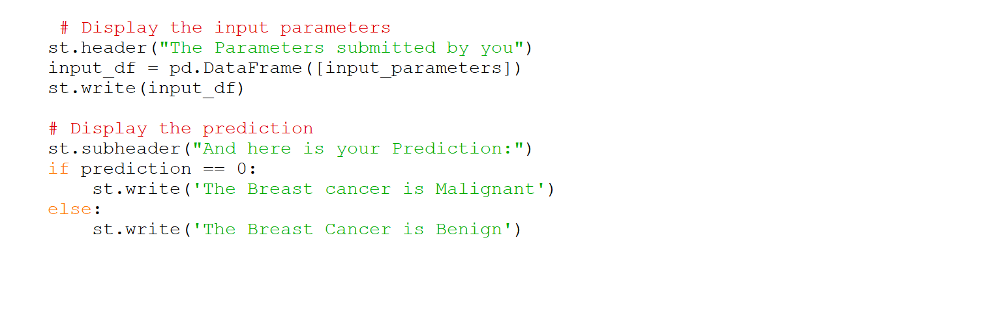 # Display the input parameters
st.header("The Parameters submitted by you")
input_df = pd.DataFrame([input_parameters])
st.write(input_df)

# Display the prediction
st.subheader("And here is your Prediction:")
if prediction == 0:
    st.write('The Breast cancer is Malignant')
else:
    st.write('The Breast Cancer is Benign')